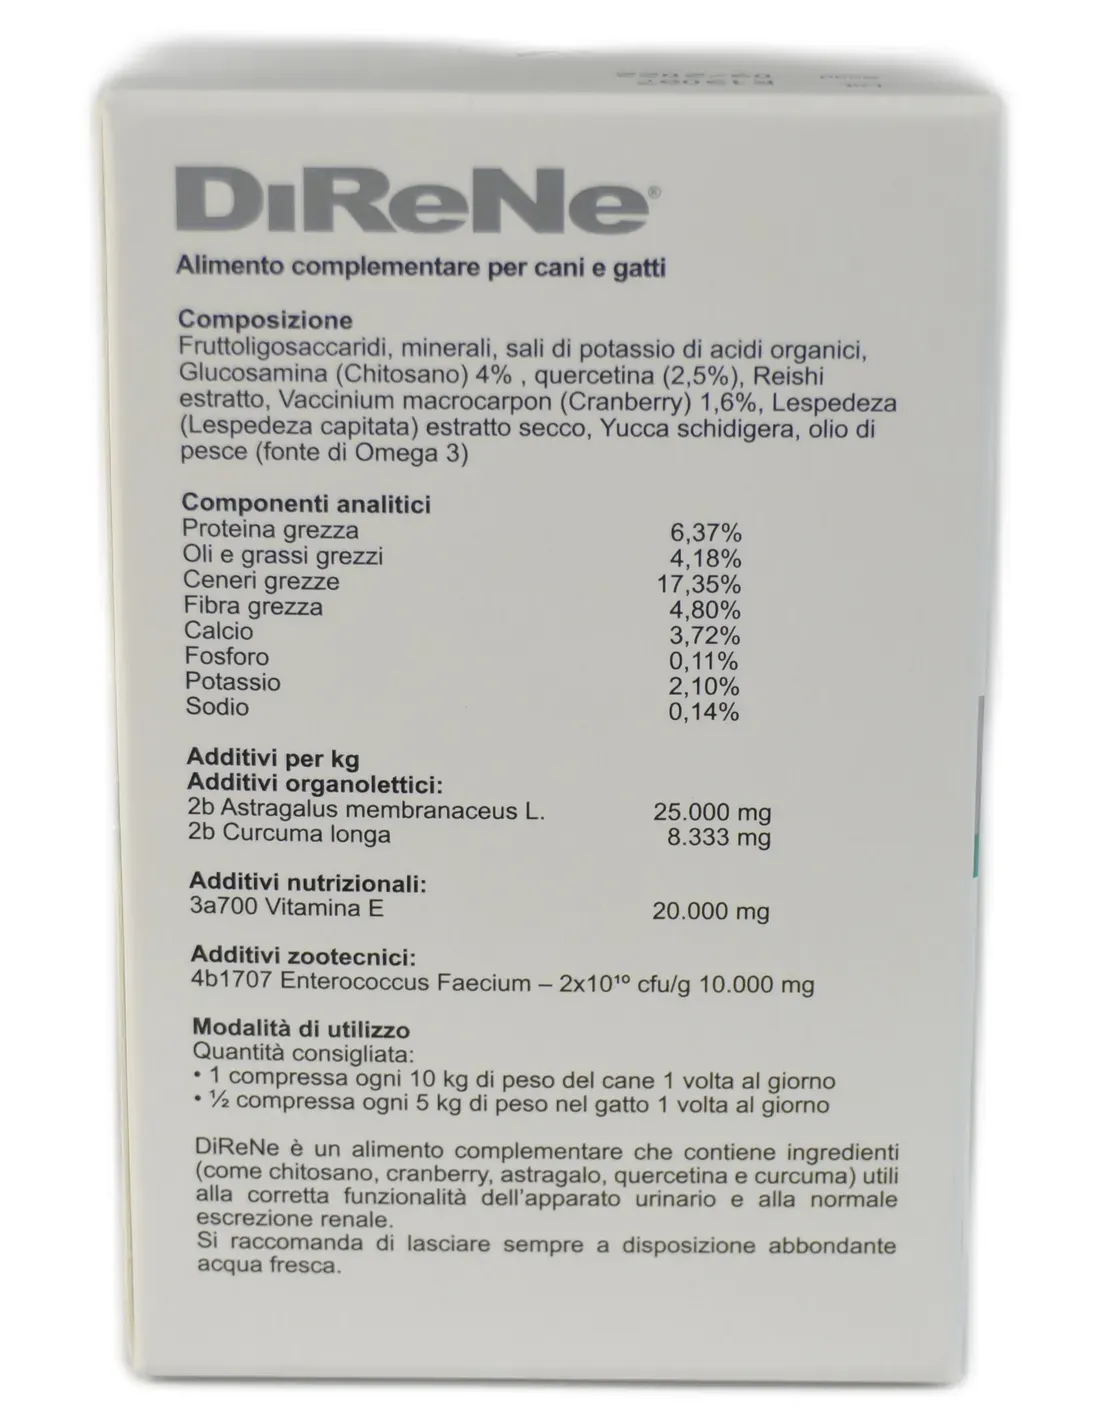 DiReNe®
Alimento complementare per cani e gatti
Composizione
Fruttoligosaccaridi, minerali, sali di potassio di acidi organici,
Glucosamina (Chitosano) 4% , quercetina (2,5%), Reishi
estratto, Vaccinium macrocarpon (Cranberry) 1,6%, Lespedeza
(Lespedeza capitata) estratto secco, Yucca schidigera, olio di
pesce (fonte di Omega 3)
Componenti analitici
Proteina grezza 6,37%
Oli e grassi grezzi 4,18%
Ceneri grezze 17,35%
Fibra grezza 4,80%
Calcio 3,72%
Fosforo 0,11%
Potassio 2,10%
Sodio 0,14%
Additivi per kg
Additivi organolettici:
2b Astragalus membranaceus L. 25.000 mg
2b Curcuma longa 8.333 mg
Additivi nutrizionali:
3a700 Vitamina E 20.000 mg
Additivi zootecnici:
4b1707 Enterococcus Faecium – 2x10¹⁰ cfu/g 10.000 mg
Modalità di utilizzo
Quantità consigliata:
• 1 compressa ogni 10 kg di peso del cane 1 volta al giorno
• ½ compressa ogni 5 kg di peso nel gatto 1 volta al giorno
DiReNe è un alimento complementare che contiene ingredienti
(come chitosano, cranberry, astragalo, quercetina e curcuma) utili
alla corretta funzionalità dell'apparato urinario e alla normale
escrezione renale.
Si raccomanda di lasciare sempre a disposizione abbondante
acqua fresca.